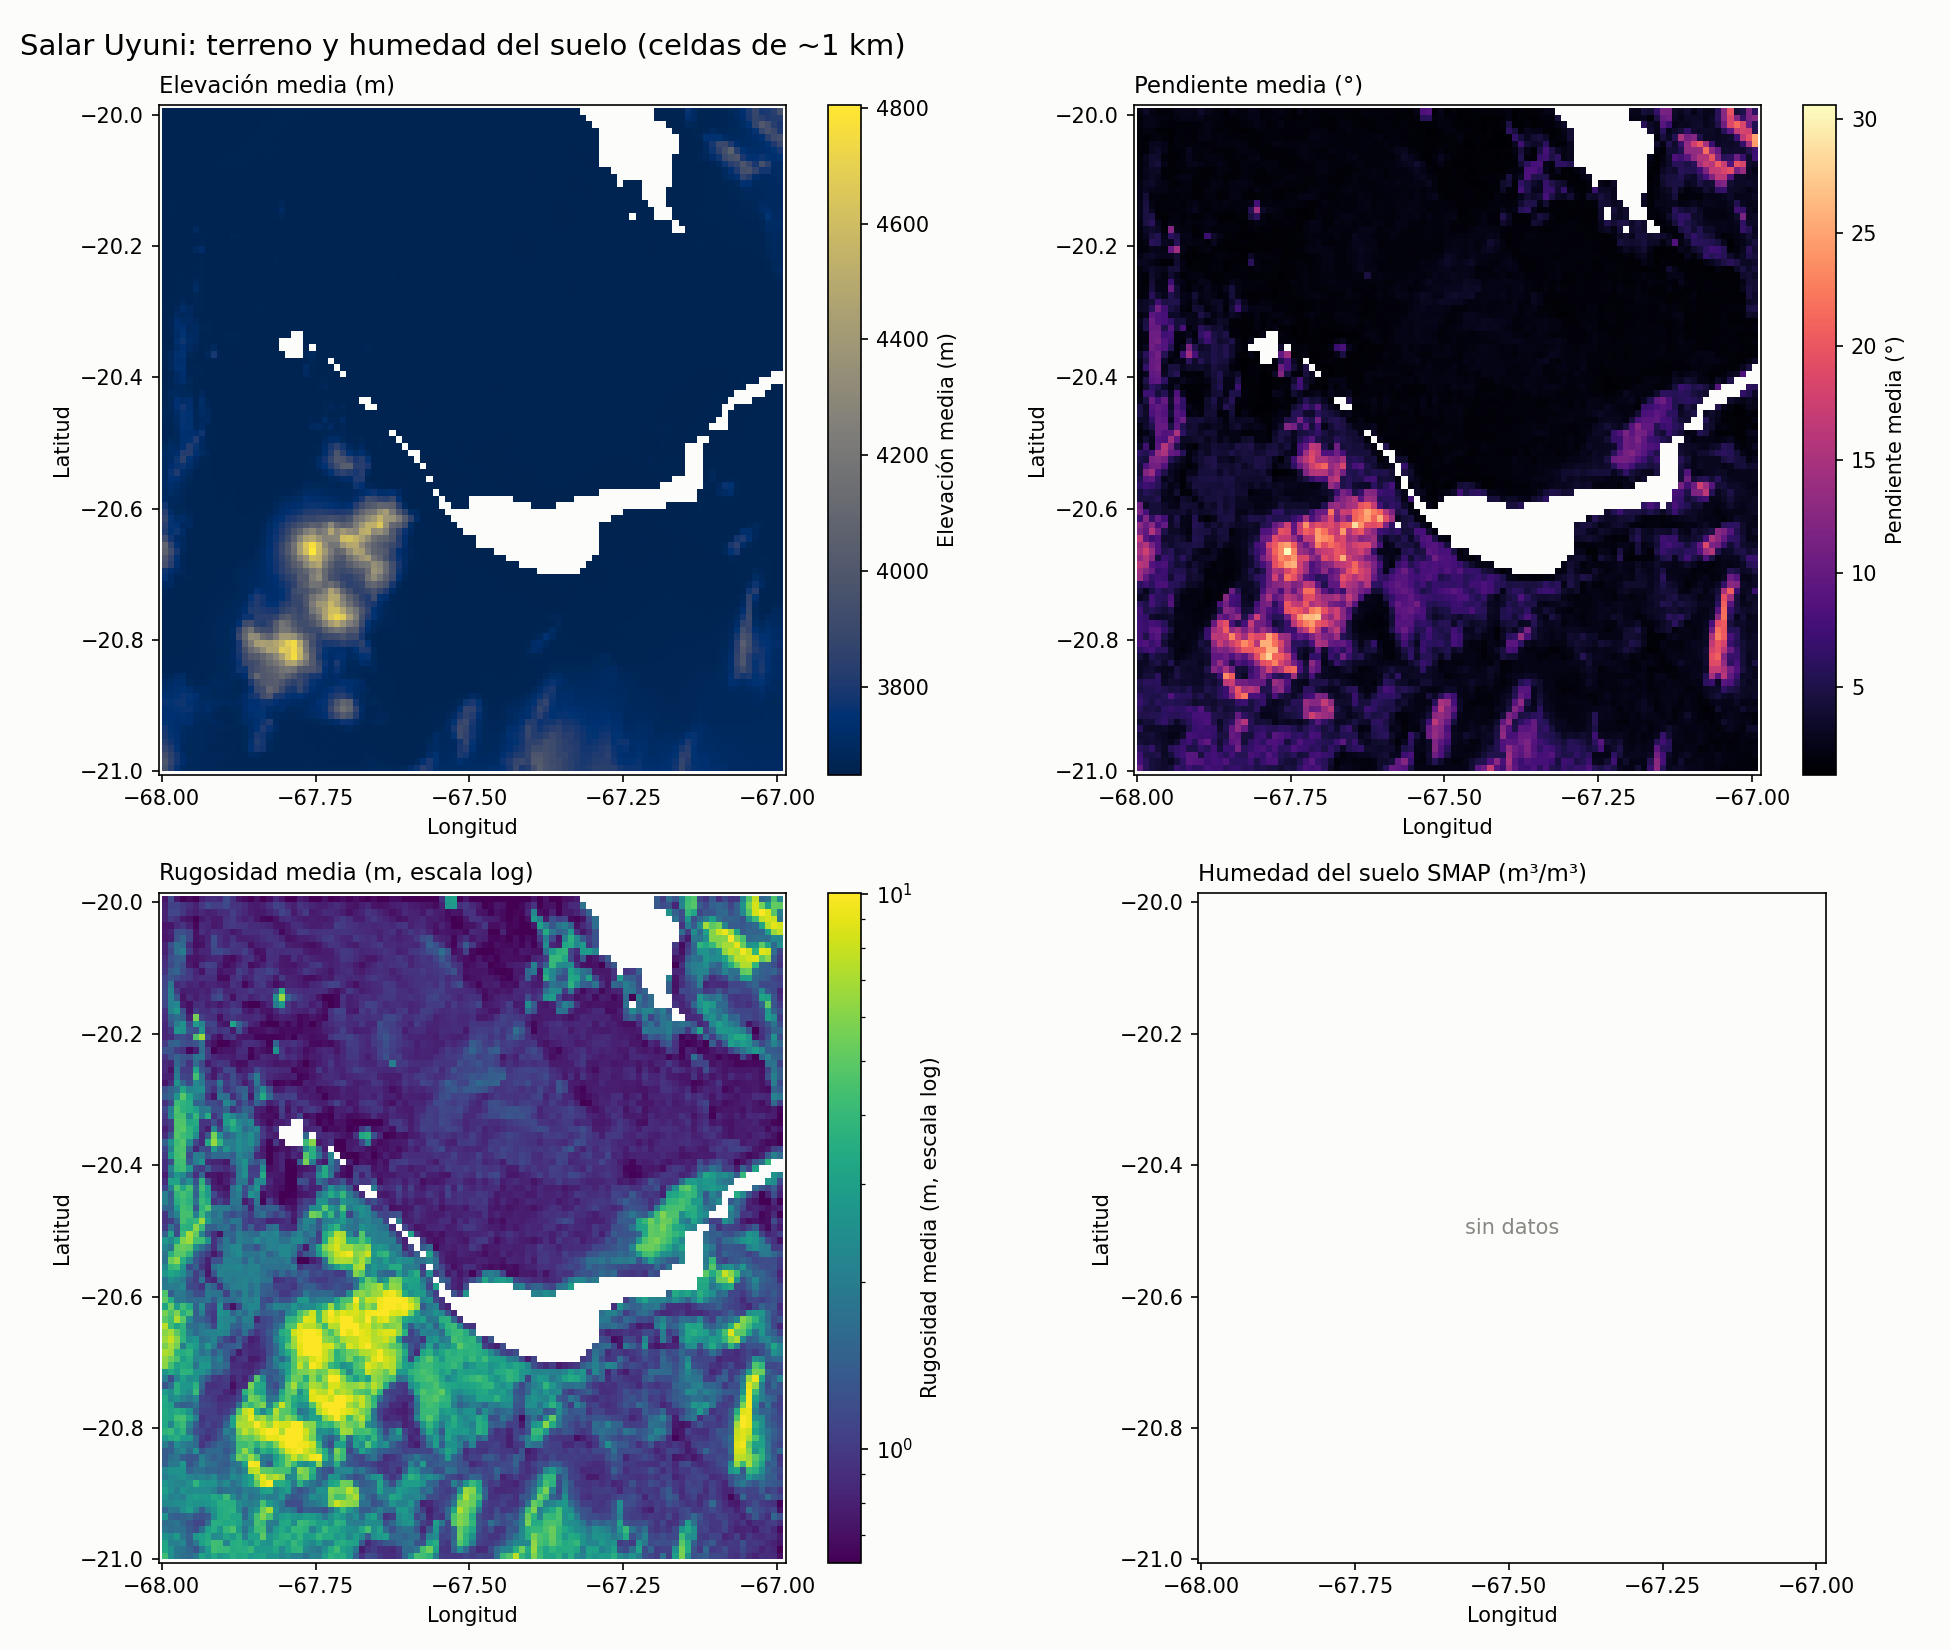 Salar Uyuni: terreno y humedad del suelo (celdas de ~1 km)
Elevación media (m)
−20.0
−20.2
−20.4
−20.6
−20.8
−21.0
Latitud
−68.00 −67.75 −67.50 −67.25 −67.00
Longitud
4800
4600
4400
4200
4000
3800
Elevación media (m)
Pendiente media (°)
−20.0
−20.2
−20.4
−20.6
−20.8
−21.0
Latitud
−68.00 −67.75 −67.50 −67.25 −67.00
Longitud
30
25
20
15
10
5
Pendiente media (°)
Rugosidad media (m, escala log)
−20.0
−20.2
−20.4
−20.6
−20.8
−21.0
Latitud
−68.00 −67.75 −67.50 −67.25 −67.00
Longitud
10¹
10⁰
Rugosidad media (m, escala log)
Humedad del suelo SMAP (m³/m³)
−20.0
−20.2
−20.4
−20.6
−20.8
−21.0
Latitud
sin datos
−68.00 −67.75 −67.50 −67.25 −67.00
Longitud